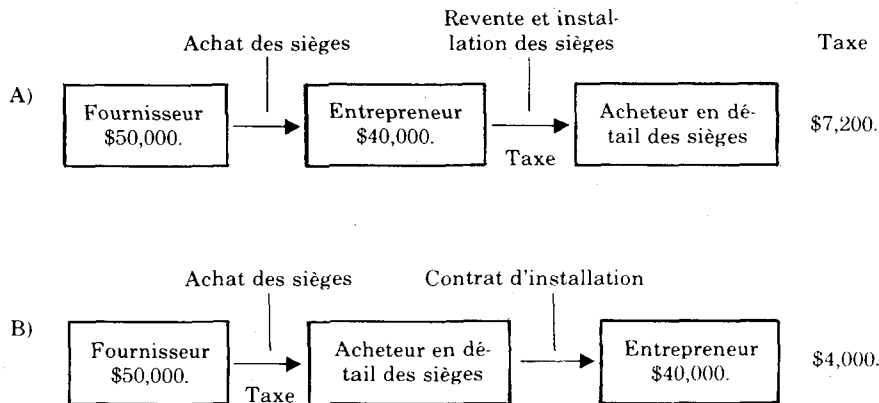 Revente et instal-
Achat des sièges
lation des sièges
Taxe
A)
Fournisseur
$50,000.
Entrepreneur
$40,000.
Acheteur en dé-
tail des sièges
$7,200.
Taxe
Achat des sièges
Contrat d'installation
B)
Fournisseur
$50,000.
Acheteur en dé-
tail des sièges
Entrepreneur
$40,000.
$4,000.
Taxe